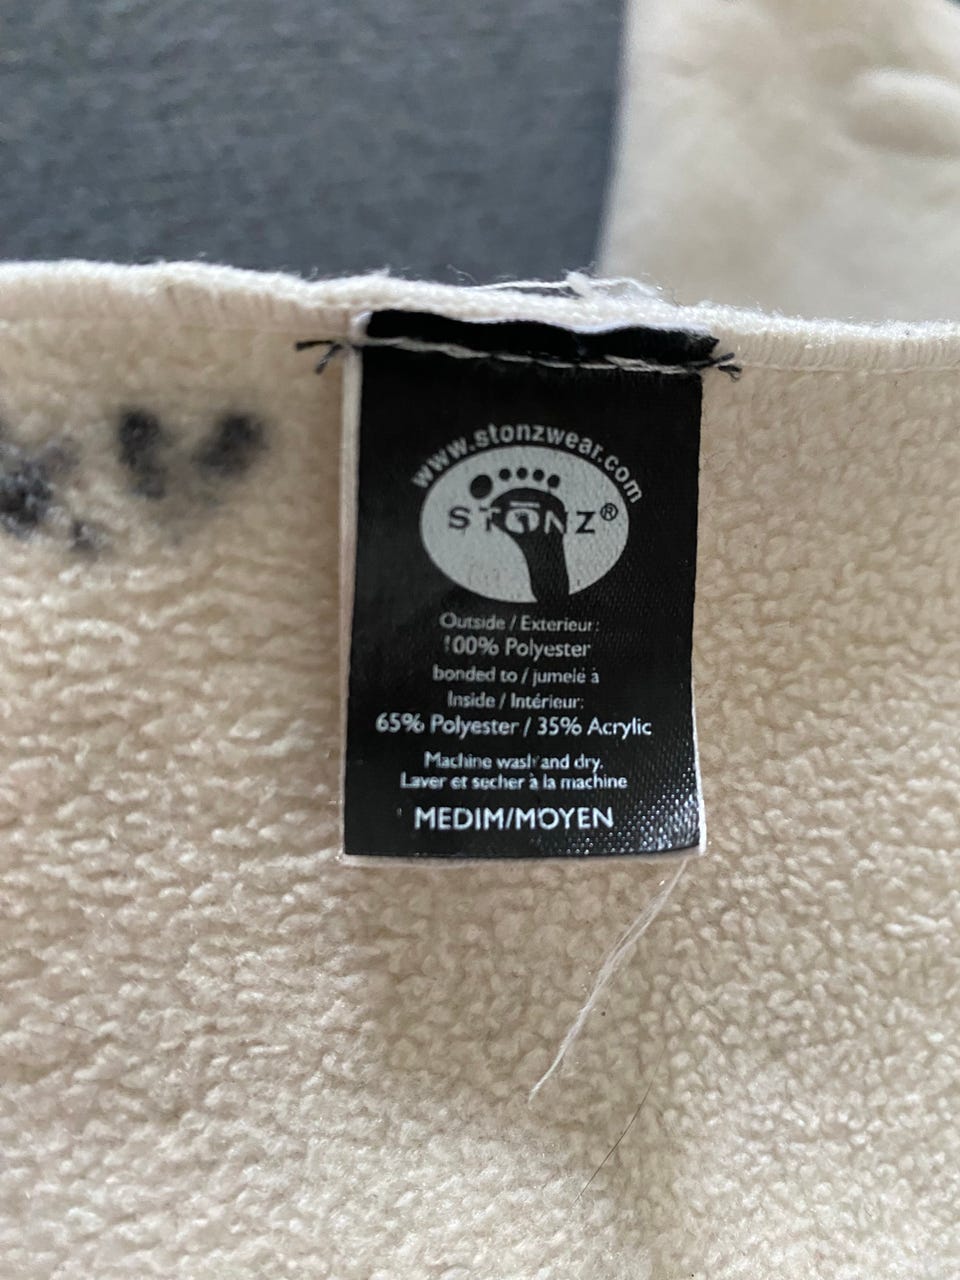 www.stonzwear.com
STŌNZ®
Outside / Exterieur:
100% Polyester
bonded to / jumelé à
Inside / Intérieur:
65% Polyester / 35% Acrylic
Machine wash and dry.
Laver et secher à la machine
MEDIM/MOYEN